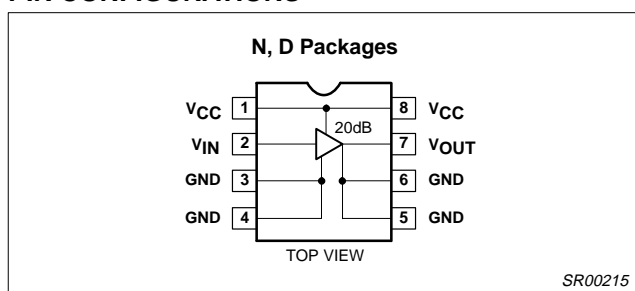 N, D Packages
VCC 1 8 VCC
20dB
VIN 2 7 VOUT
GND 3 6 GND
GND 4 5 GND
TOP VIEW
SR00215